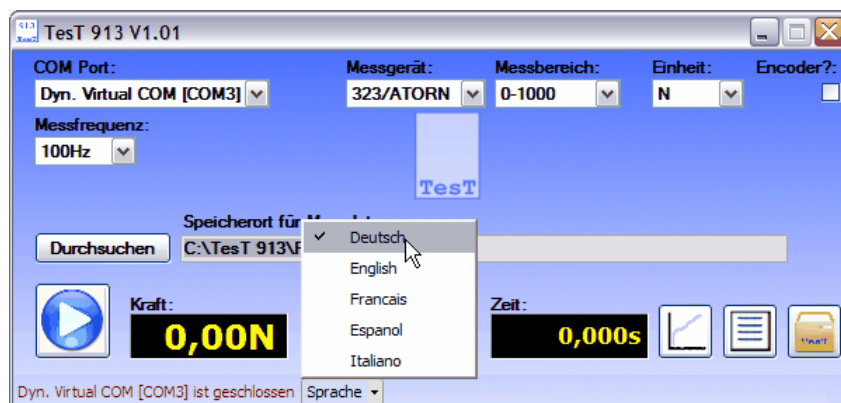 TesT 913 V1.01
COM Port:
Messgerät:
Messbereich:
Einheit:
Encoder?:
Dyn. Virtual COM [COM3]
323/ATORN
0-1000
N
Messfrequenz:
100Hz
TesT
Speicherort für
Durchsuchen
C:\TesT 913\
Deutsch
English
Francais
Espanol
Italiano
Kraft:
0,00N
Zeit:
0,000s
Dyn. Virtual COM [COM3] ist geschlossen
Sprache